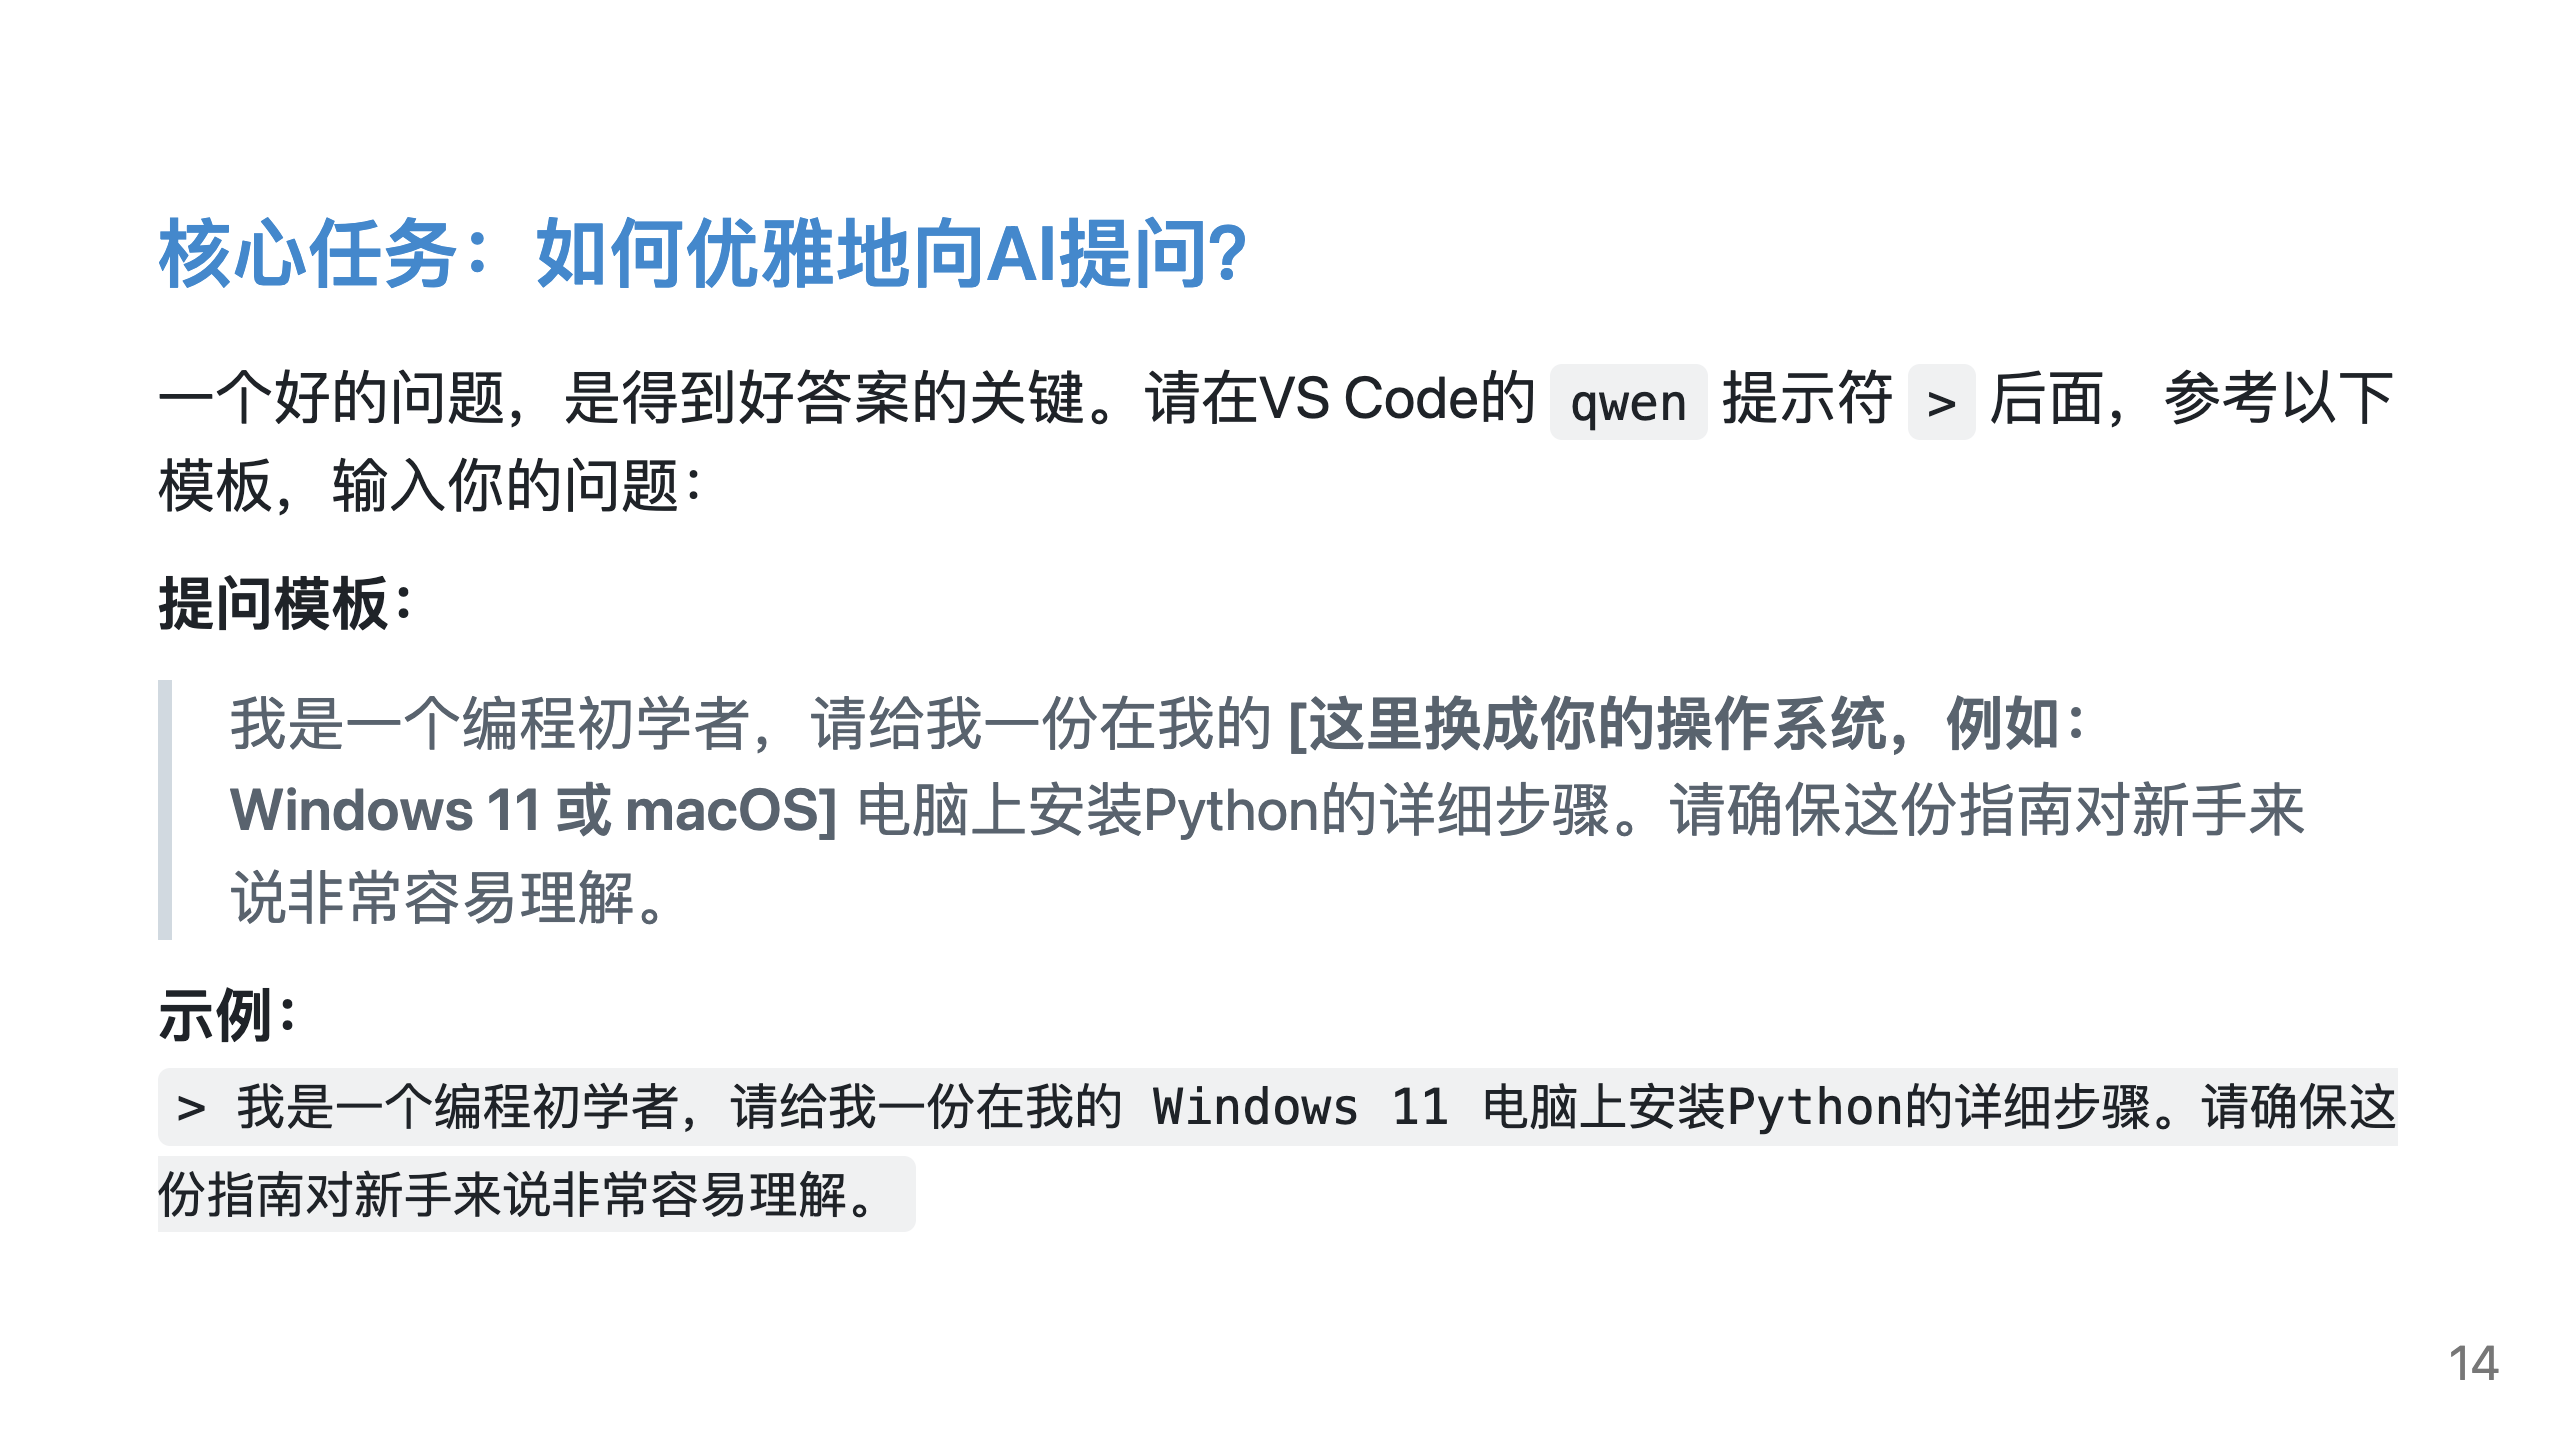 核心任务：如何优雅地向AI提问?
一个好的问题，是得到好答案的关键。请在VS Code的 qwen 提示符 > 后面，参考以下
模板，输入你的问题：
提问模板：
我是一个编程初学者，请给我一份在我的 [这里换成你的操作系统，例如：
Windows 11 或 macOS] 电脑上安装Python的详细步骤。请确保这份指南对新手来
说非常容易理解。
示例：
> 我是一个编程初学者，请给我一份在我的 Windows 11 电脑上安装Python的详细步骤。请确保这
份指南对新手来说非常容易理解。
14